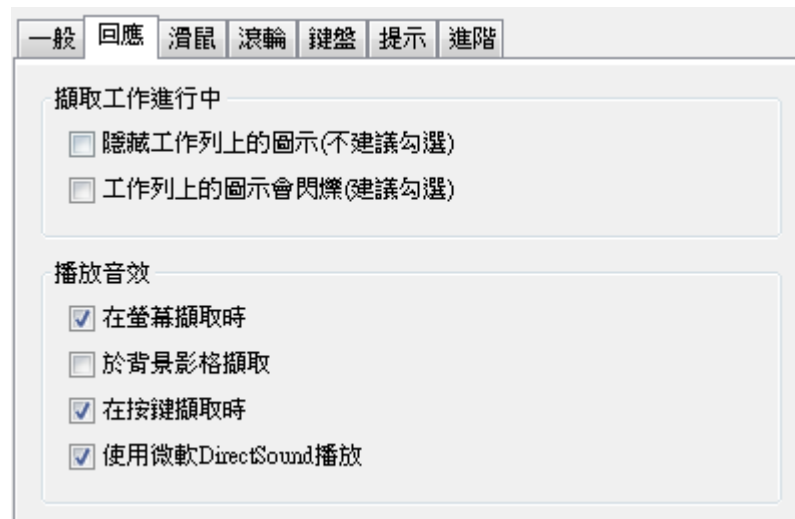 一般 回應 滑鼠 滾輪 鍵盤 提示 進階
擷取工作進行中
隱藏工作列上的圖示(不建議勾選)
工作列上的圖示會閃爍(建議勾選)
播放音效
在螢幕擷取時
於背景影格擷取
在按鍵擷取時
使用微軟DirectSound播放